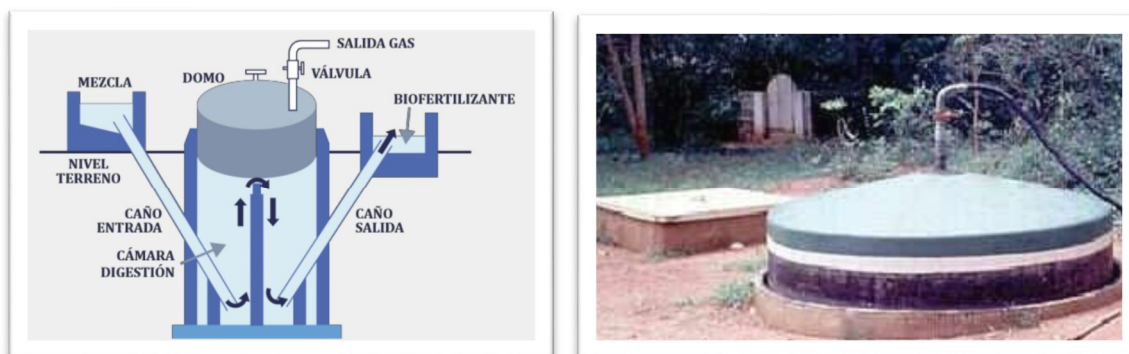 SALIDA GAS
DOMO
VÁLVULA
MEZCLA
BIOFERTILIZANTE
NIVEL
TERRENO
CAÑO
ENTRADA
CAÑO
SALIDA
CÁMARA
DIGESTIÓN